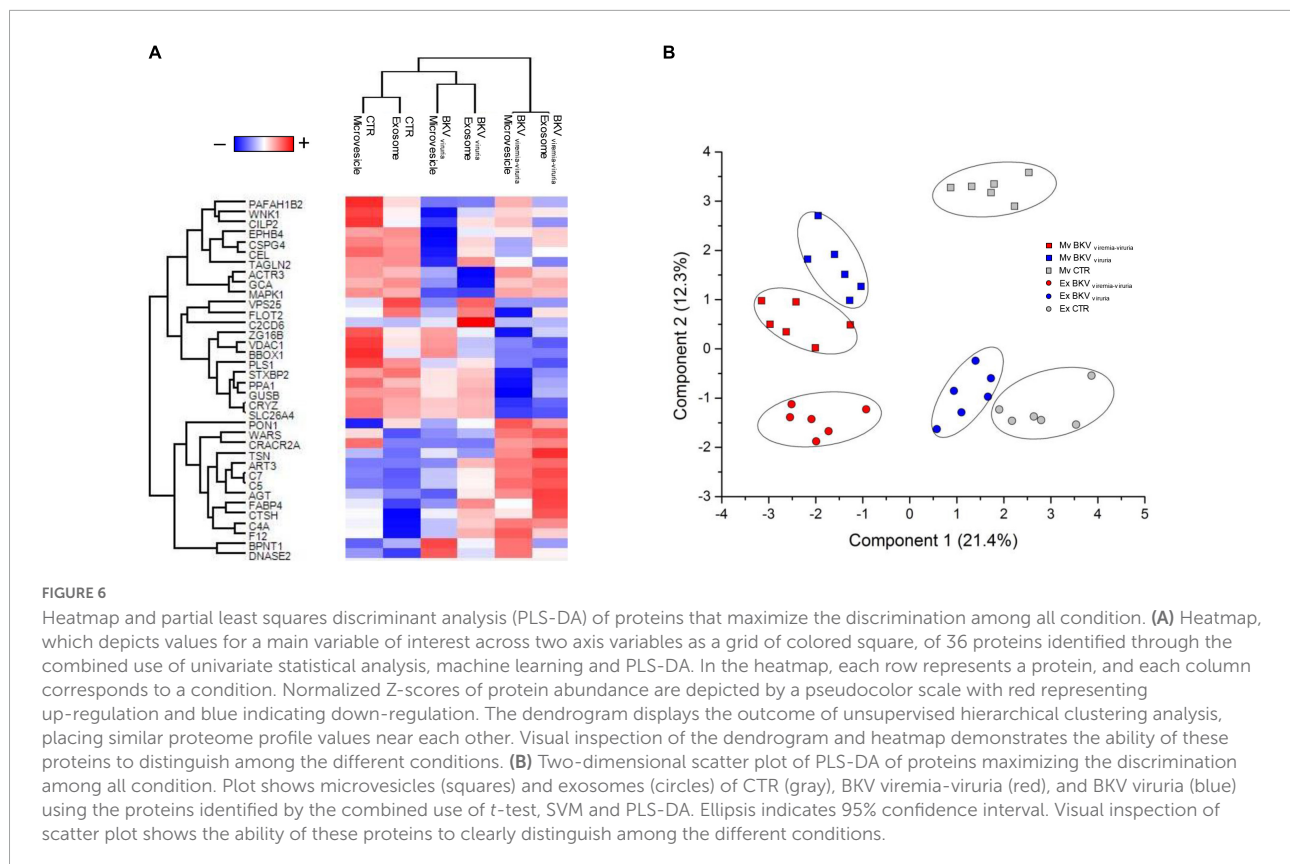 A
B
– +
CTR
Microvesicle
CTR
Exosome
BKV viruria
Microvesicle
BKV viruria
Exosome
BKV viremia-viruria
Microvesicle
BKV viremia-viruria
Exosome
PAFAH1B2
WNK1
CILP2
EPHB4
CSPG4
CEL
TAGLN2
ACTR3
GCA
MAPK1
VPS25
FLOT2
C2CD6
ZG16B
VDAC1
BBOX1
PLS1
STXBP2
PPA1
GUSB
CRYZ
SLC26A4
PON1
WARS
CRACR2A
TSN
ART3
C7
C5
AGT
FABP4
CTSH
C4A
F12
BPNT1
DNASE2
Component 2 (12.3%)
4
3
2
1
0
-1
-2
-3
-4 -3 -2 -1 0 1 2 3 4 5
Component 1 (21.4%)
Mv BKV viremia-viruria
Mv BKV viruria
Mv CTR
Ex BKV viremia-viruria
Ex BKV viruria
Ex CTR
FIGURE 6
Heatmap and partial least squares discriminant analysis (PLS-DA) of proteins that maximize the discrimination among all condition. (A) Heatmap,
which depicts values for a main variable of interest across two axis variables as a grid of colored square, of 36 proteins identified through the
combined use of univariate statistical analysis, machine learning and PLS-DA. In the heatmap, each row represents a protein, and each column
corresponds to a condition. Normalized Z-scores of protein abundance are depicted by a pseudocolor scale with red representing
up-regulation and blue indicating down-regulation. The dendrogram displays the outcome of unsupervised hierarchical clustering analysis,
placing similar proteome profile values near each other. Visual inspection of the dendrogram and heatmap demonstrates the ability of these
proteins to distinguish among the different conditions. (B) Two-dimensional scatter plot of PLS-DA of proteins maximizing the discrimination
among all condition. Plot shows microvesicles (squares) and exosomes (circles) of CTR (gray), BKV viremia-viruria (red), and BKV viruria (blue)
using the proteins identified by the combined use of t-test, SVM and PLS-DA. Ellipsis indicates 95% confidence interval. Visual inspection of
scatter plot shows the ability of these proteins to clearly distinguish among the different conditions.